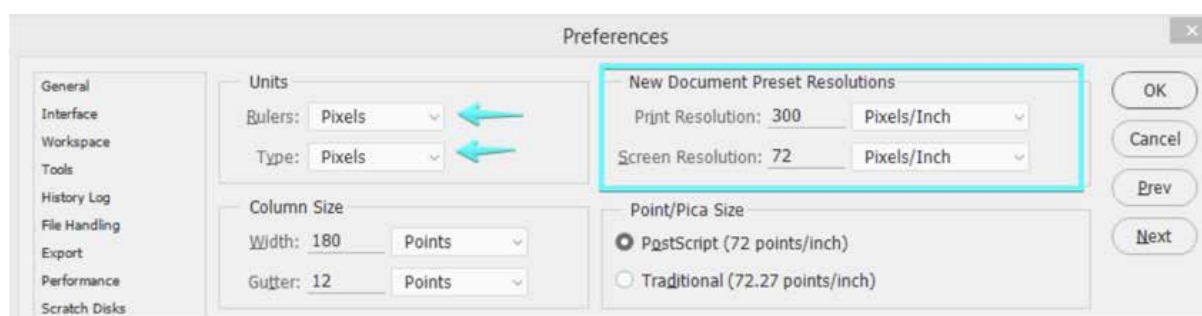 Preferences
General
Interface
Workspace
Tools
History Log
File Handling
Export
Performance
Scratch Disks
Units
Rulers: Pixels
Type: Pixels
Column Size
Width: 180 Points
Gutter: 12 Points
New Document Preset Resolutions
Print Resolution: 300 Pixels/Inch
Screen Resolution: 72 Pixels/Inch
Point/Pica Size
PostScript (72 points/inch)
Traditional (72.27 points/inch)
OK
Cancel
Prev
Next